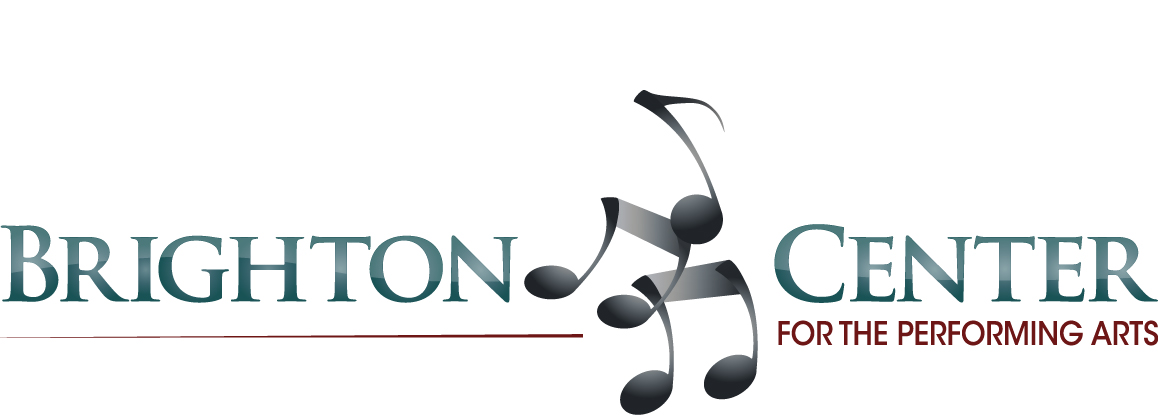 BRIGHTON CENTER
FOR THE PERFORMING ARTS